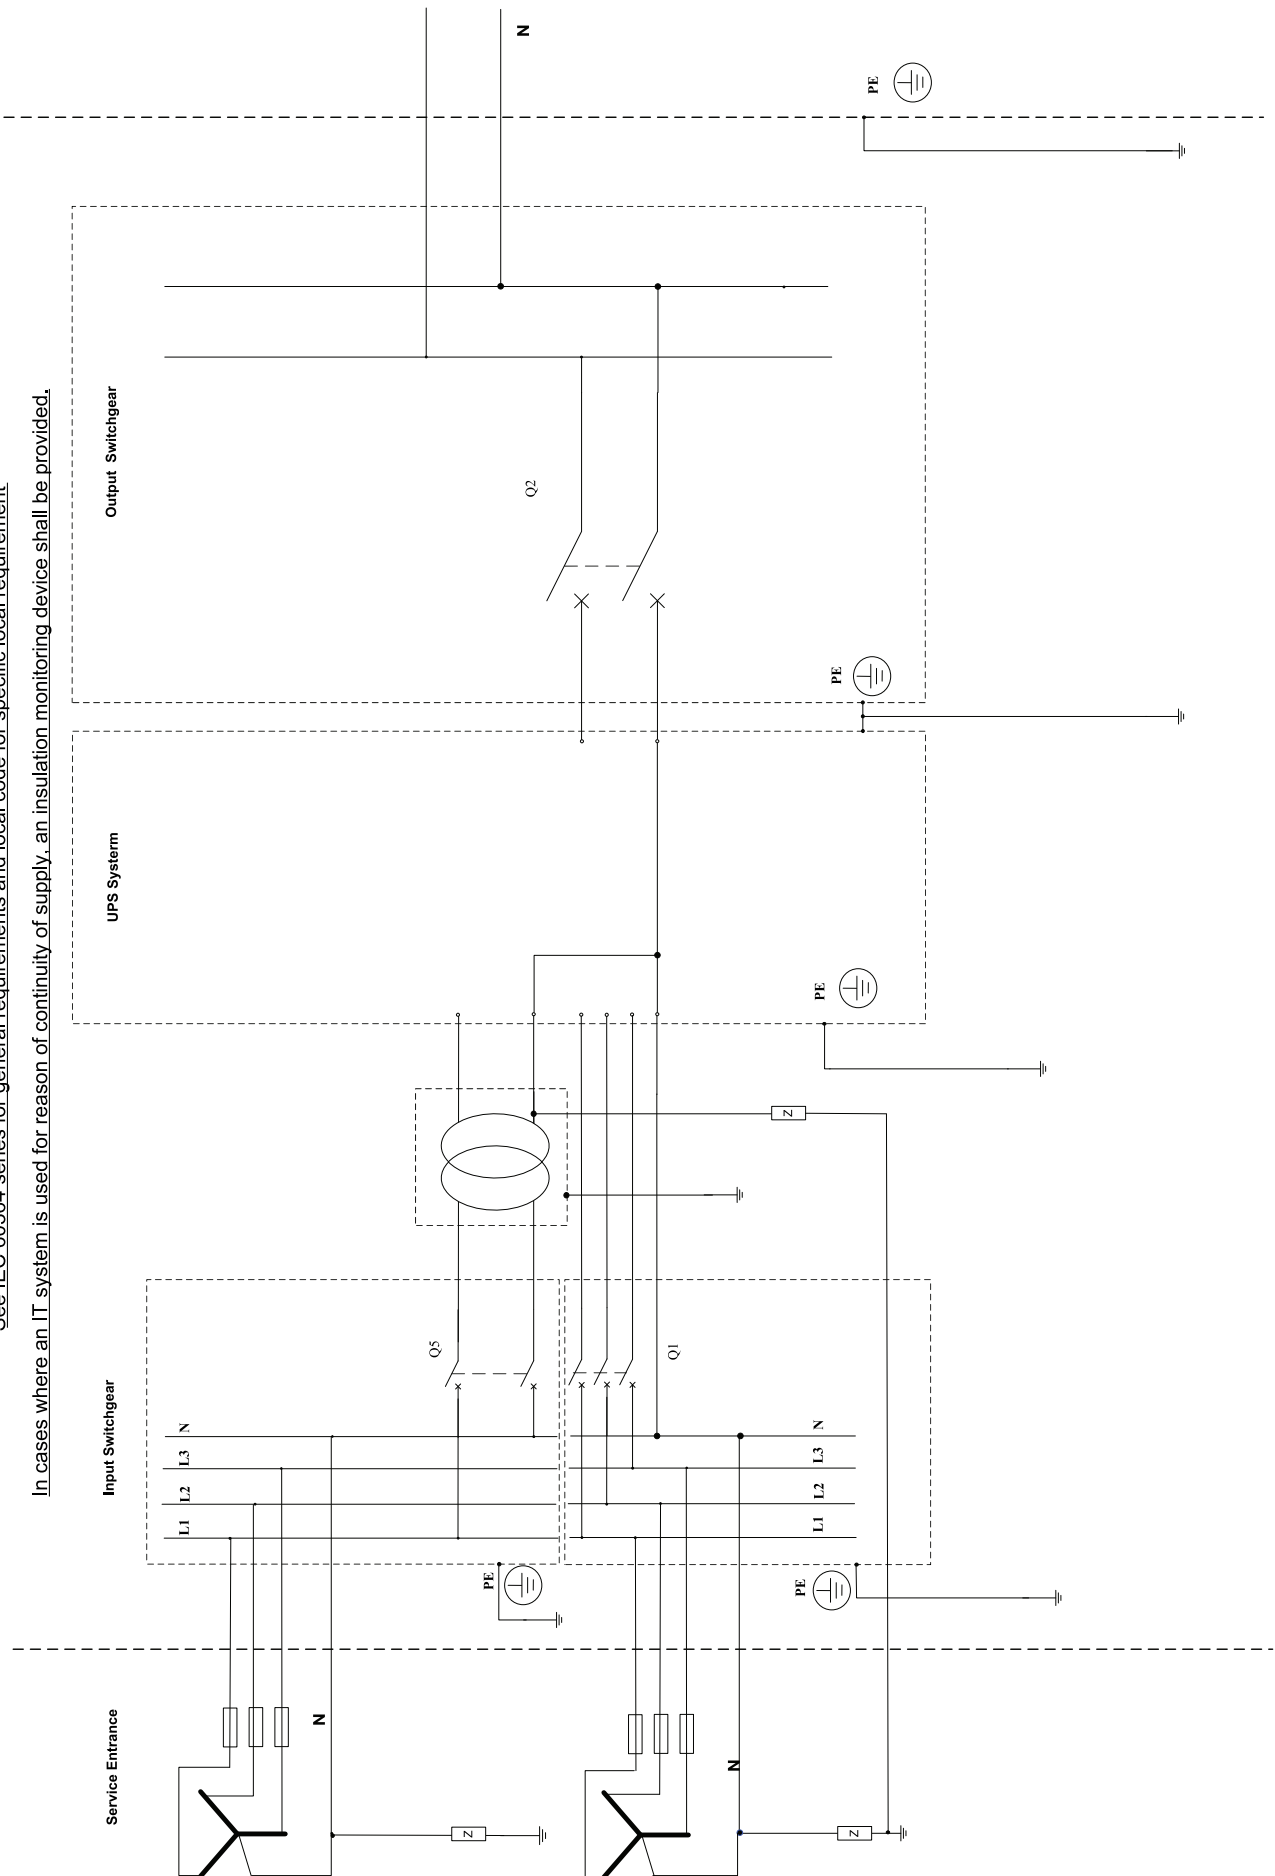 See IEC 60364 series for general requirements and local code for specific local requirement
In cases where an IT system is used for reason of continuity of supply, an insulation monitoring device shall be provided.
Service Entrance
Input Switchgear
UPS Systerm
Output Switchgear
N
Z
PE
L1
L2
L3
N
Q5
N
Z
PE
L1
L2
L3
N
Q1
Z
PE
PE
Q2
N
PE